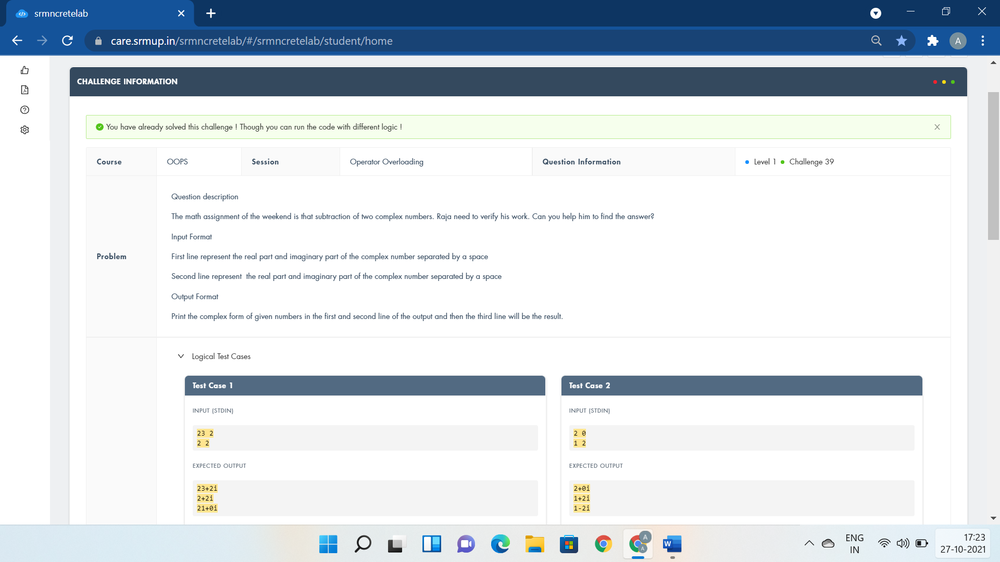 srmncretelab
care.srmup.in/srmncretelab/#/srmncretelab/student/home
A
CHALLENGE INFORMATION
You have already solved this challenge ! Though you can run the code with different logic !
Course OOPS Session Operator Overloading Question Information Level 1 Challenge 39
Problem
Question description
The math assignment of the weekend is that subtraction of two complex numbers. Raja need to verify his work. Can you help him to find the answer?
Input Format
First line represent the real part and imaginary part of the complex number separated by a space
Second line represent  the real part and imaginary part of the complex number separated by a space
Output Format
Print the complex form of given numbers in the first and second line of the output and then the third line will be the result.
Logical Test Cases
Test Case 1
INPUT (STDIN)
23 2
2 2
EXPECTED OUTPUT
23+2i
2+2i
21+0i
Test Case 2
INPUT (STDIN)
2 0
1 2
EXPECTED OUTPUT
2+0i
1+2i
1-2i
A
A
W
ENG
IN
17:23
27-10-2021